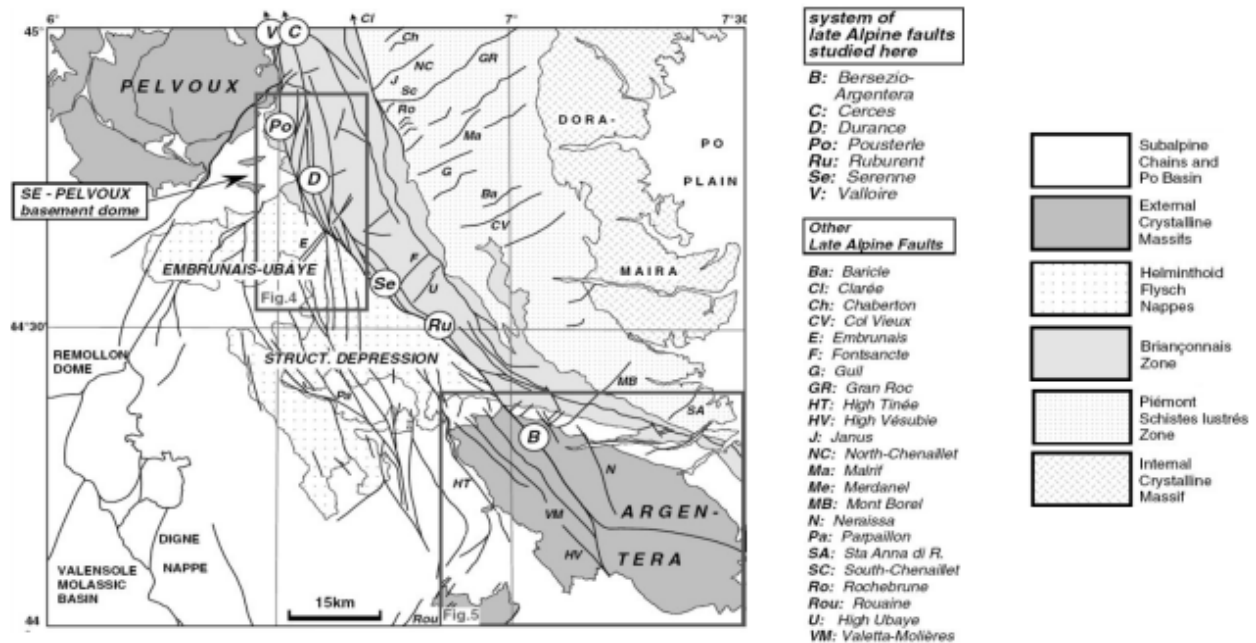 6°
7°
7°30
45°
V
C
Cl
Ch
NC
GR
J
Sc
Ro
PELVOUX
Po
Ma
DORA-
PO
PLAIN
G
D
Ba
CV
SE - PELVOUX
basement dome
E
F
MAIRA
EMBRUNAIS-UBAYE
Se
U
Fig.4
44°30
Ru
STRUCT. DEPRESSION
REMOLLON
DOME
MB
Pa
SA
B
N
HT
ARGEN-
VM
DIGNE
NAPPE
HV
TERA
VALENSOLE
MOLASSIC
BASIN
15km
44
Rou
Fig.5
system of
late Alpine faults
studied here
B: Bersezio-
Argentera
C: Cerces
D: Durance
Po: Pousterle
Ru: Ruburent
Se: Serenne
V: Valloire
Other
Late Alpine Faults
Ba: Baricle
Cl: Clarée
Ch: Chaberton
CV: Col Vieux
E: Embrunais
F: Fontsancte
G: Guil
GR: Gran Roc
HT: High Tinée
HV: High Vésubie
J: Janus
NC: North-Chenaillet
Ma: Malrif
Me: Merdanel
MB: Mont Borel
N: Neraissa
Pa: Parpaillon
SA: Sta Anna di R.
SC: South-Chenaillet
Ro: Rochebrune
Rou: Rouaine
U: High Ubaye
VM: Valetta-Molières
Subalpine
Chains and
Po Basin
External
Crystalline
Massifs
Helminthoid
Flysch
Nappes
Briançonnais
Zone
Piémont
Schistes lustrés
Zone
Internal
Crystalline
Massif